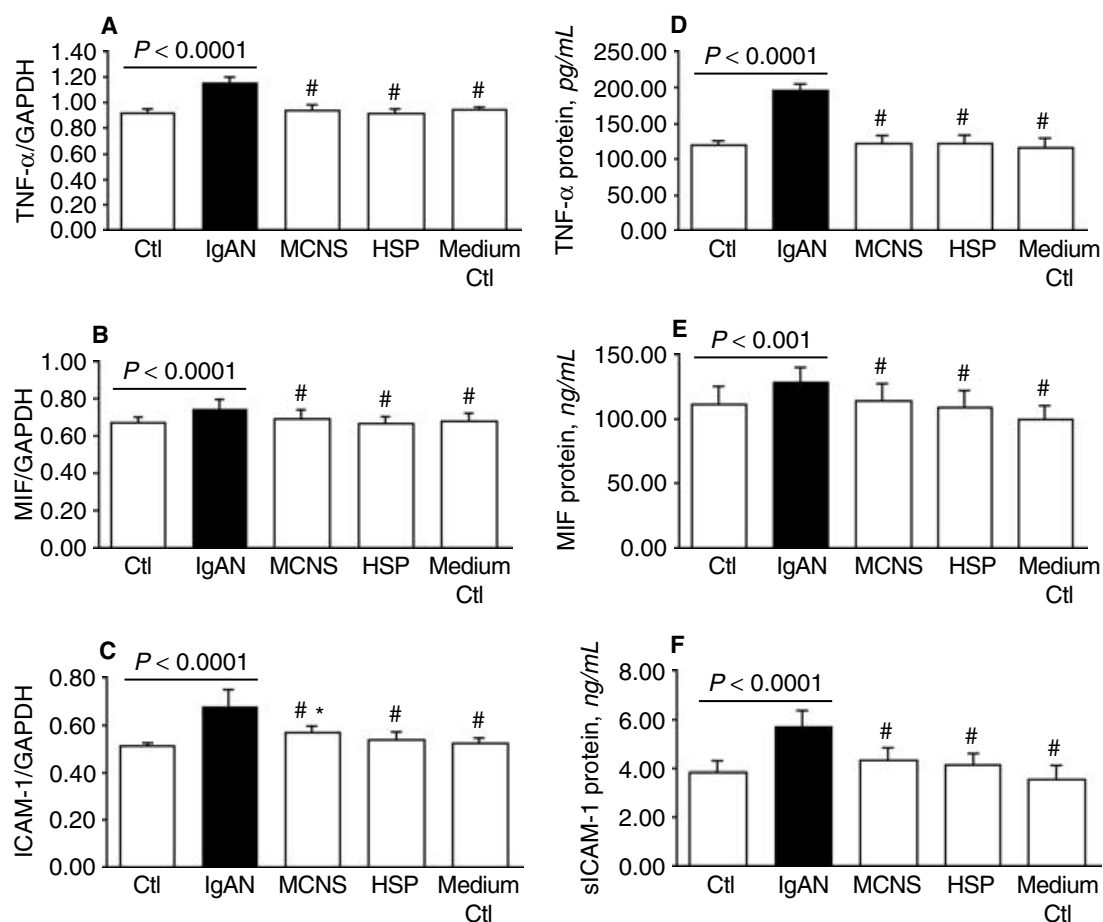 A
P < 0.0001
TNF-α/GAPDH
1.40
1.20
1.00
0.80
0.60
0.40
0.20
0.00
# # #
Ctl IgAN MCNS HSP Medium
Ctl
D
P < 0.0001
TNF-α protein, pg/mL
250.00
200.00
150.00
100.00
50.00
0.00
# # #
Ctl IgAN MCNS HSP Medium
Ctl
B
P < 0.0001
MIF/GAPDH
1.00
0.80
0.60
0.40
0.20
0.00
# # #
Ctl IgAN MCNS HSP Medium
Ctl
E
P < 0.001
MIF protein, ng/mL
150.00
100.00
50.00
0.00
# # #
Ctl IgAN MCNS HSP Medium
Ctl
C
P < 0.0001
ICAM-1/GAPDH
0.80
0.60
0.40
0.20
0.00
# * # #
Ctl IgAN MCNS HSP Medium
Ctl
F
P < 0.0001
sICAM-1 protein, ng/mL
8.00
6.00
4.00
2.00
0.00
# # #
Ctl IgAN MCNS HSP Medium
Ctl